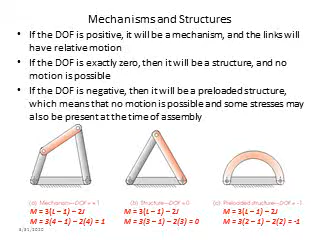 Mechanisms and Structures
• If the DOF is positive, it will be a mechanism, and the links will
have relative motion
• If the DOF is exactly zero, then it will be a structure, and no
motion is possible
• If the DOF is negative, then it will be a preloaded structure,
which means that no motion is possible and some stresses may
also be present at the time of assembly
(a) Mechanism—DOF = +1
(b) Structure—DOF = 0
(c) Preloaded structure—DOF = -1
M = 3(L – 1) – 2J
M = 3(L – 1) – 2J
M = 3(L – 1) – 2J
M = 3(4 – 1) – 2(4) = 1
M = 3(3 – 1) – 2(3) = 0
M = 3(2 – 1) – 2(2) = -1